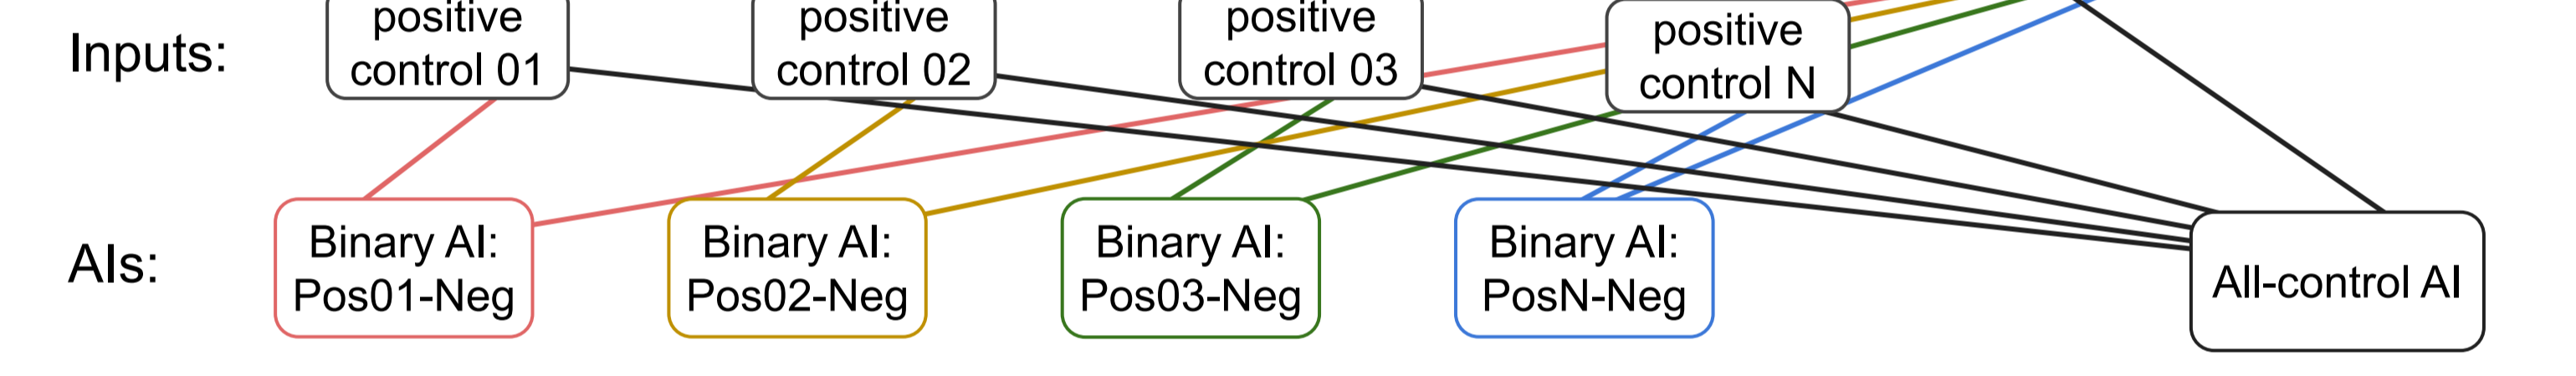 Inputs:
positive
control 01
positive
control 02
positive
control 03
positive
control N
AIs:
Binary AI:
Pos01-Neg
Binary AI:
Pos02-Neg
Binary AI:
Pos03-Neg
Binary AI:
PosN-Neg
All-control AI